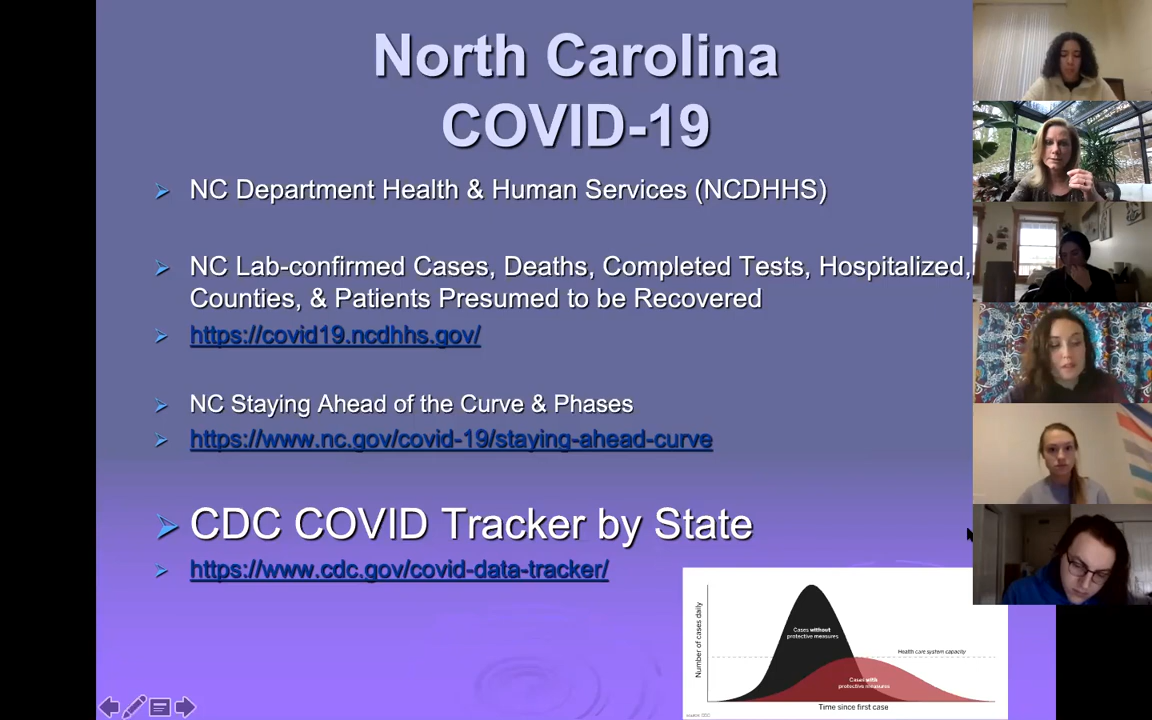 North Carolina
COVID-19
NC Department Health & Human Services (NCDHHS)
NC Lab-confirmed Cases, Deaths, Completed Tests, Hospitalized,
Counties, & Patients Presumed to be Recovered
https://covid19.ncdhhs.gov/
NC Staying Ahead of the Curve & Phases
https://www.nc.gov/covid-19/staying-ahead-curve
CDC COVID Tracker by State
https://www.cdc.gov/covid-data-tracker/
Number of cases daily
Cases without
protective measures
Health care system capacity
Cases with
protective measures
Time since first case
source: CDC